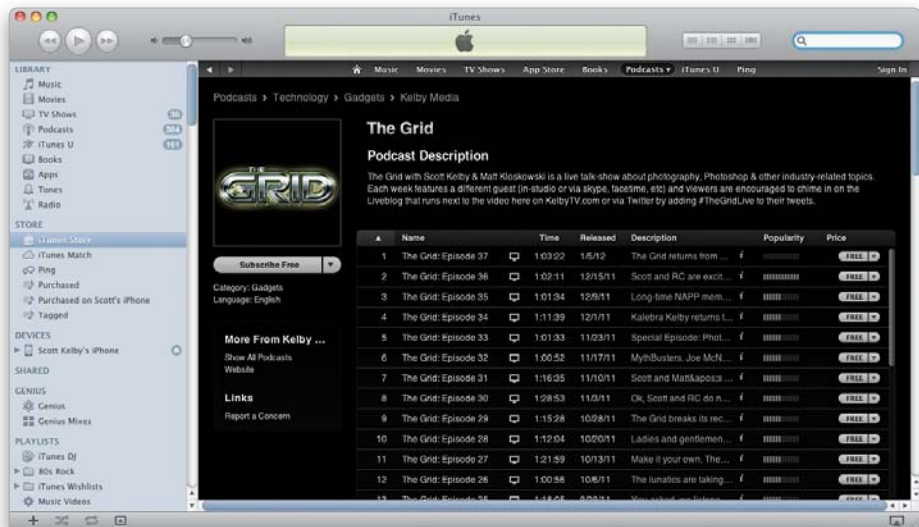 iTunes
LIBRARY
Music
Movies
TV Shows
Podcasts
iTunes U
Books
Apps
Tones
Radio
STORE
iTunes Store
iTunes Match
Ping
Purchased
Purchased on Scott's iPhone
Tagged
DEVICES
Scott Kelby's iPhone
SHARED
GENIUS
Genius
Genius Mixes
PLAYLISTS
iTunes DJ
80s Rock
iTunes Wishlists
Music Videos
Music Movies TV Shows App Store Books Podcasts iTunes U Ping Sign In
Podcasts > Technology > Gadgets > Kelby Media
THE GRID
Subscribe Free
Category: Gadgets
Language: English
More From Kelby ...
Show All Podcasts
Website
Links
Report a Concern
The Grid
Podcast Description
The Grid with Scott Kelby & Matt Kloskowski is a live talk-show about photography, Photoshop & other industry-related topics.
Each week features a different guest (in-studio or via skype, facetime, etc) and viewers are encouraged to chime in on the
Liveblog that runs next to the video here on KelbyTV.com or via Twitter by adding #TheGridLive to their tweets.
Name Time Released Description Popularity Price
1 The Grid: Episode 37 1:03:22 1/5/12 The Grid returns from... i FREE
2 The Grid: Episode 36 1:02:11 12/15/11 Scott and RC are excit... i FREE
3 The Grid: Episode 35 1:01:34 12/9/11 Long-time NAPP mem... i FREE
4 The Grid: Episode 34 1:11:39 12/1/11 Kalebra Kelby returns t... i FREE
5 The Grid: Episode 33 1:01:33 11/23/11 Special Episode: Phot... i FREE
6 The Grid: Episode 32 1:00:52 11/17/11 MythBusters. Joe McN... i FREE
7 The Grid: Episode 31 1:16:35 11/10/11 Scott and Matt&apos;s ... i FREE
8 The Grid: Episode 30 1:28:53 11/3/11 Ok, Scott and RC do n... i FREE
9 The Grid: Episode 29 1:15:28 10/28/11 The Grid breaks its rec... i FREE
10 The Grid: Episode 28 1:12:04 10/20/11 Ladies and gentlemen... i FREE
11 The Grid: Episode 27 1:21:59 10/13/11 Make it your own. The... i FREE
12 The Grid: Episode 26 1:00:56 10/6/11 The lunatics are taking... i FREE